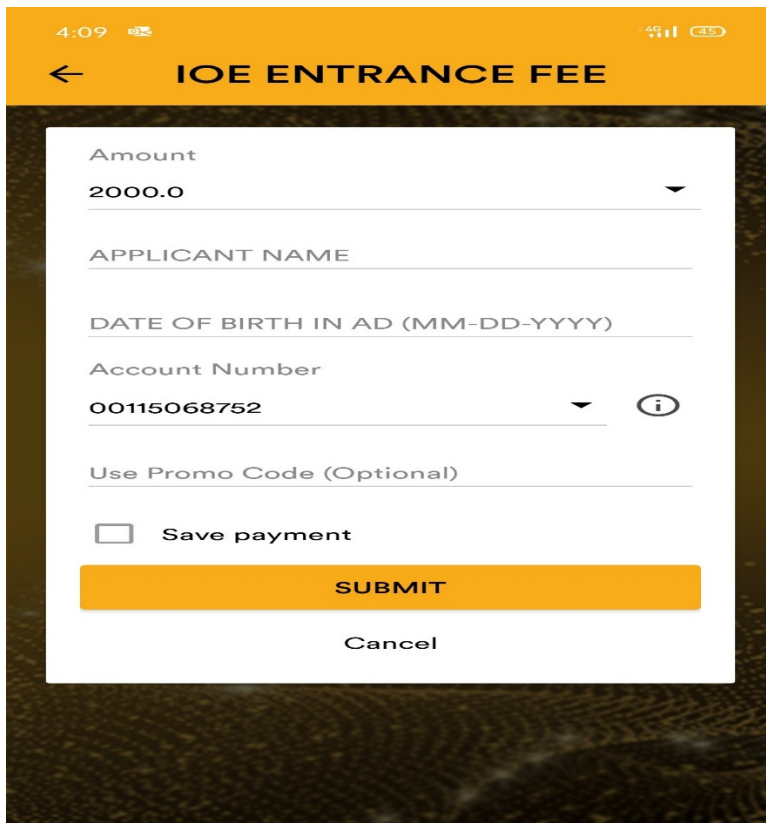 4:09 4G 45
IOE ENTRANCE FEE
Amount
2000.0
APPLICANT NAME
DATE OF BIRTH IN AD (MM-DD-YYYY)
Account Number
00115068752
Use Promo Code (Optional)
Save payment
SUBMIT
Cancel